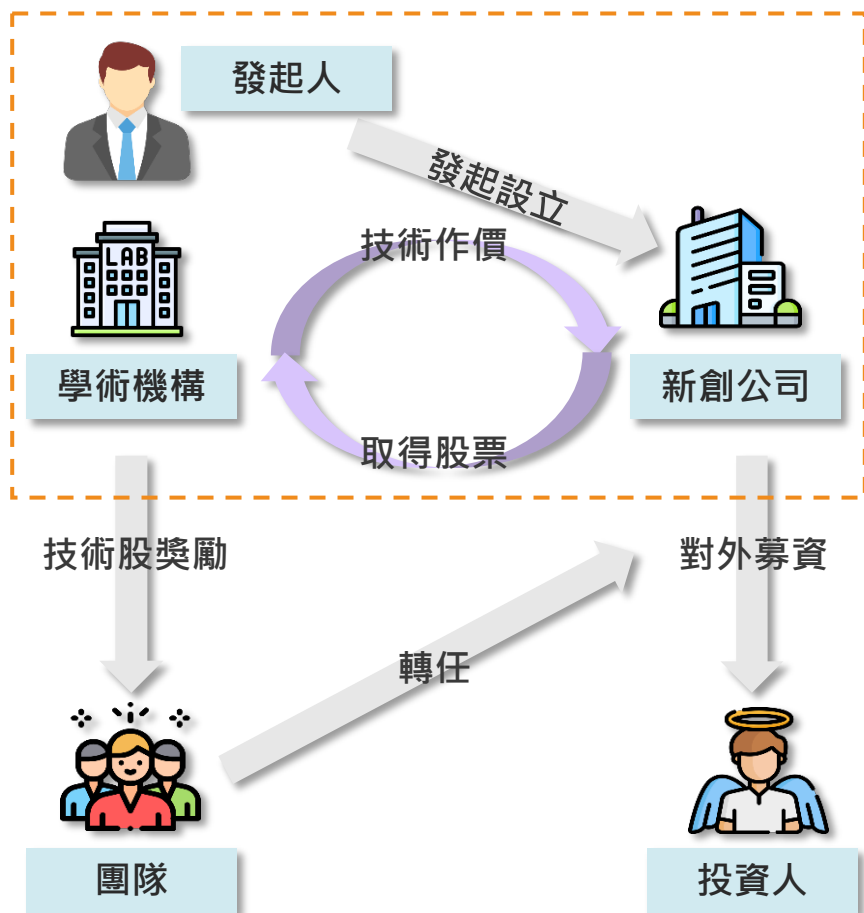 發起人
發起設立
技術作價
LAB
學術機構
新創公司
取得股票
技術股獎勵
對外募資
轉任
團隊
投資人